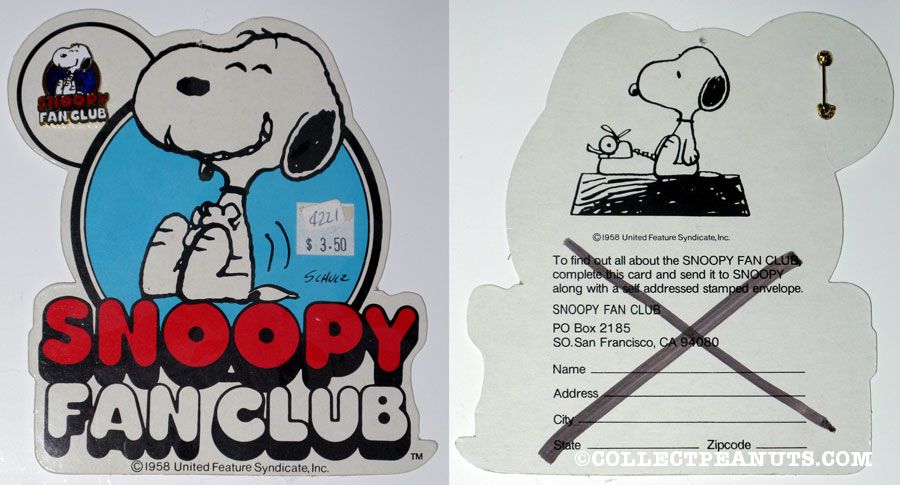 SNOOPY
FAN CLUB
4221
$ 3.50
SCHULZ
SNOOPY
FAN CLUB
TM
©1958 United Feature Syndicate, Inc.
©1958 United Feature Syndicate, Inc.
To find out all about the SNOOPY FAN CLUB,
complete this card and send it to SNOOPY
along with a self addressed stamped envelope.
SNOOPY FAN CLUB
PO Box 2185
SO. San Francisco, CA 94080
Name
Address
City
State Zipcode
©COLLECTPEANUTS.COM